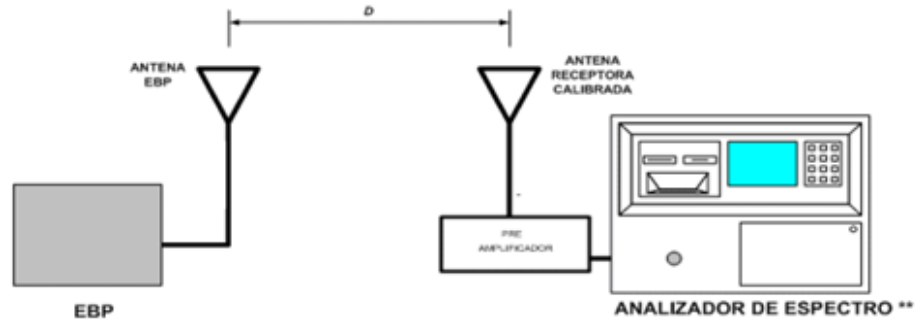 D
ANTENA
EBP
ANTENA
RECEPTORA
CALIBRADA
PRE
AMPLIFICADOR
EBP
ANALIZADOR DE ESPECTRO **